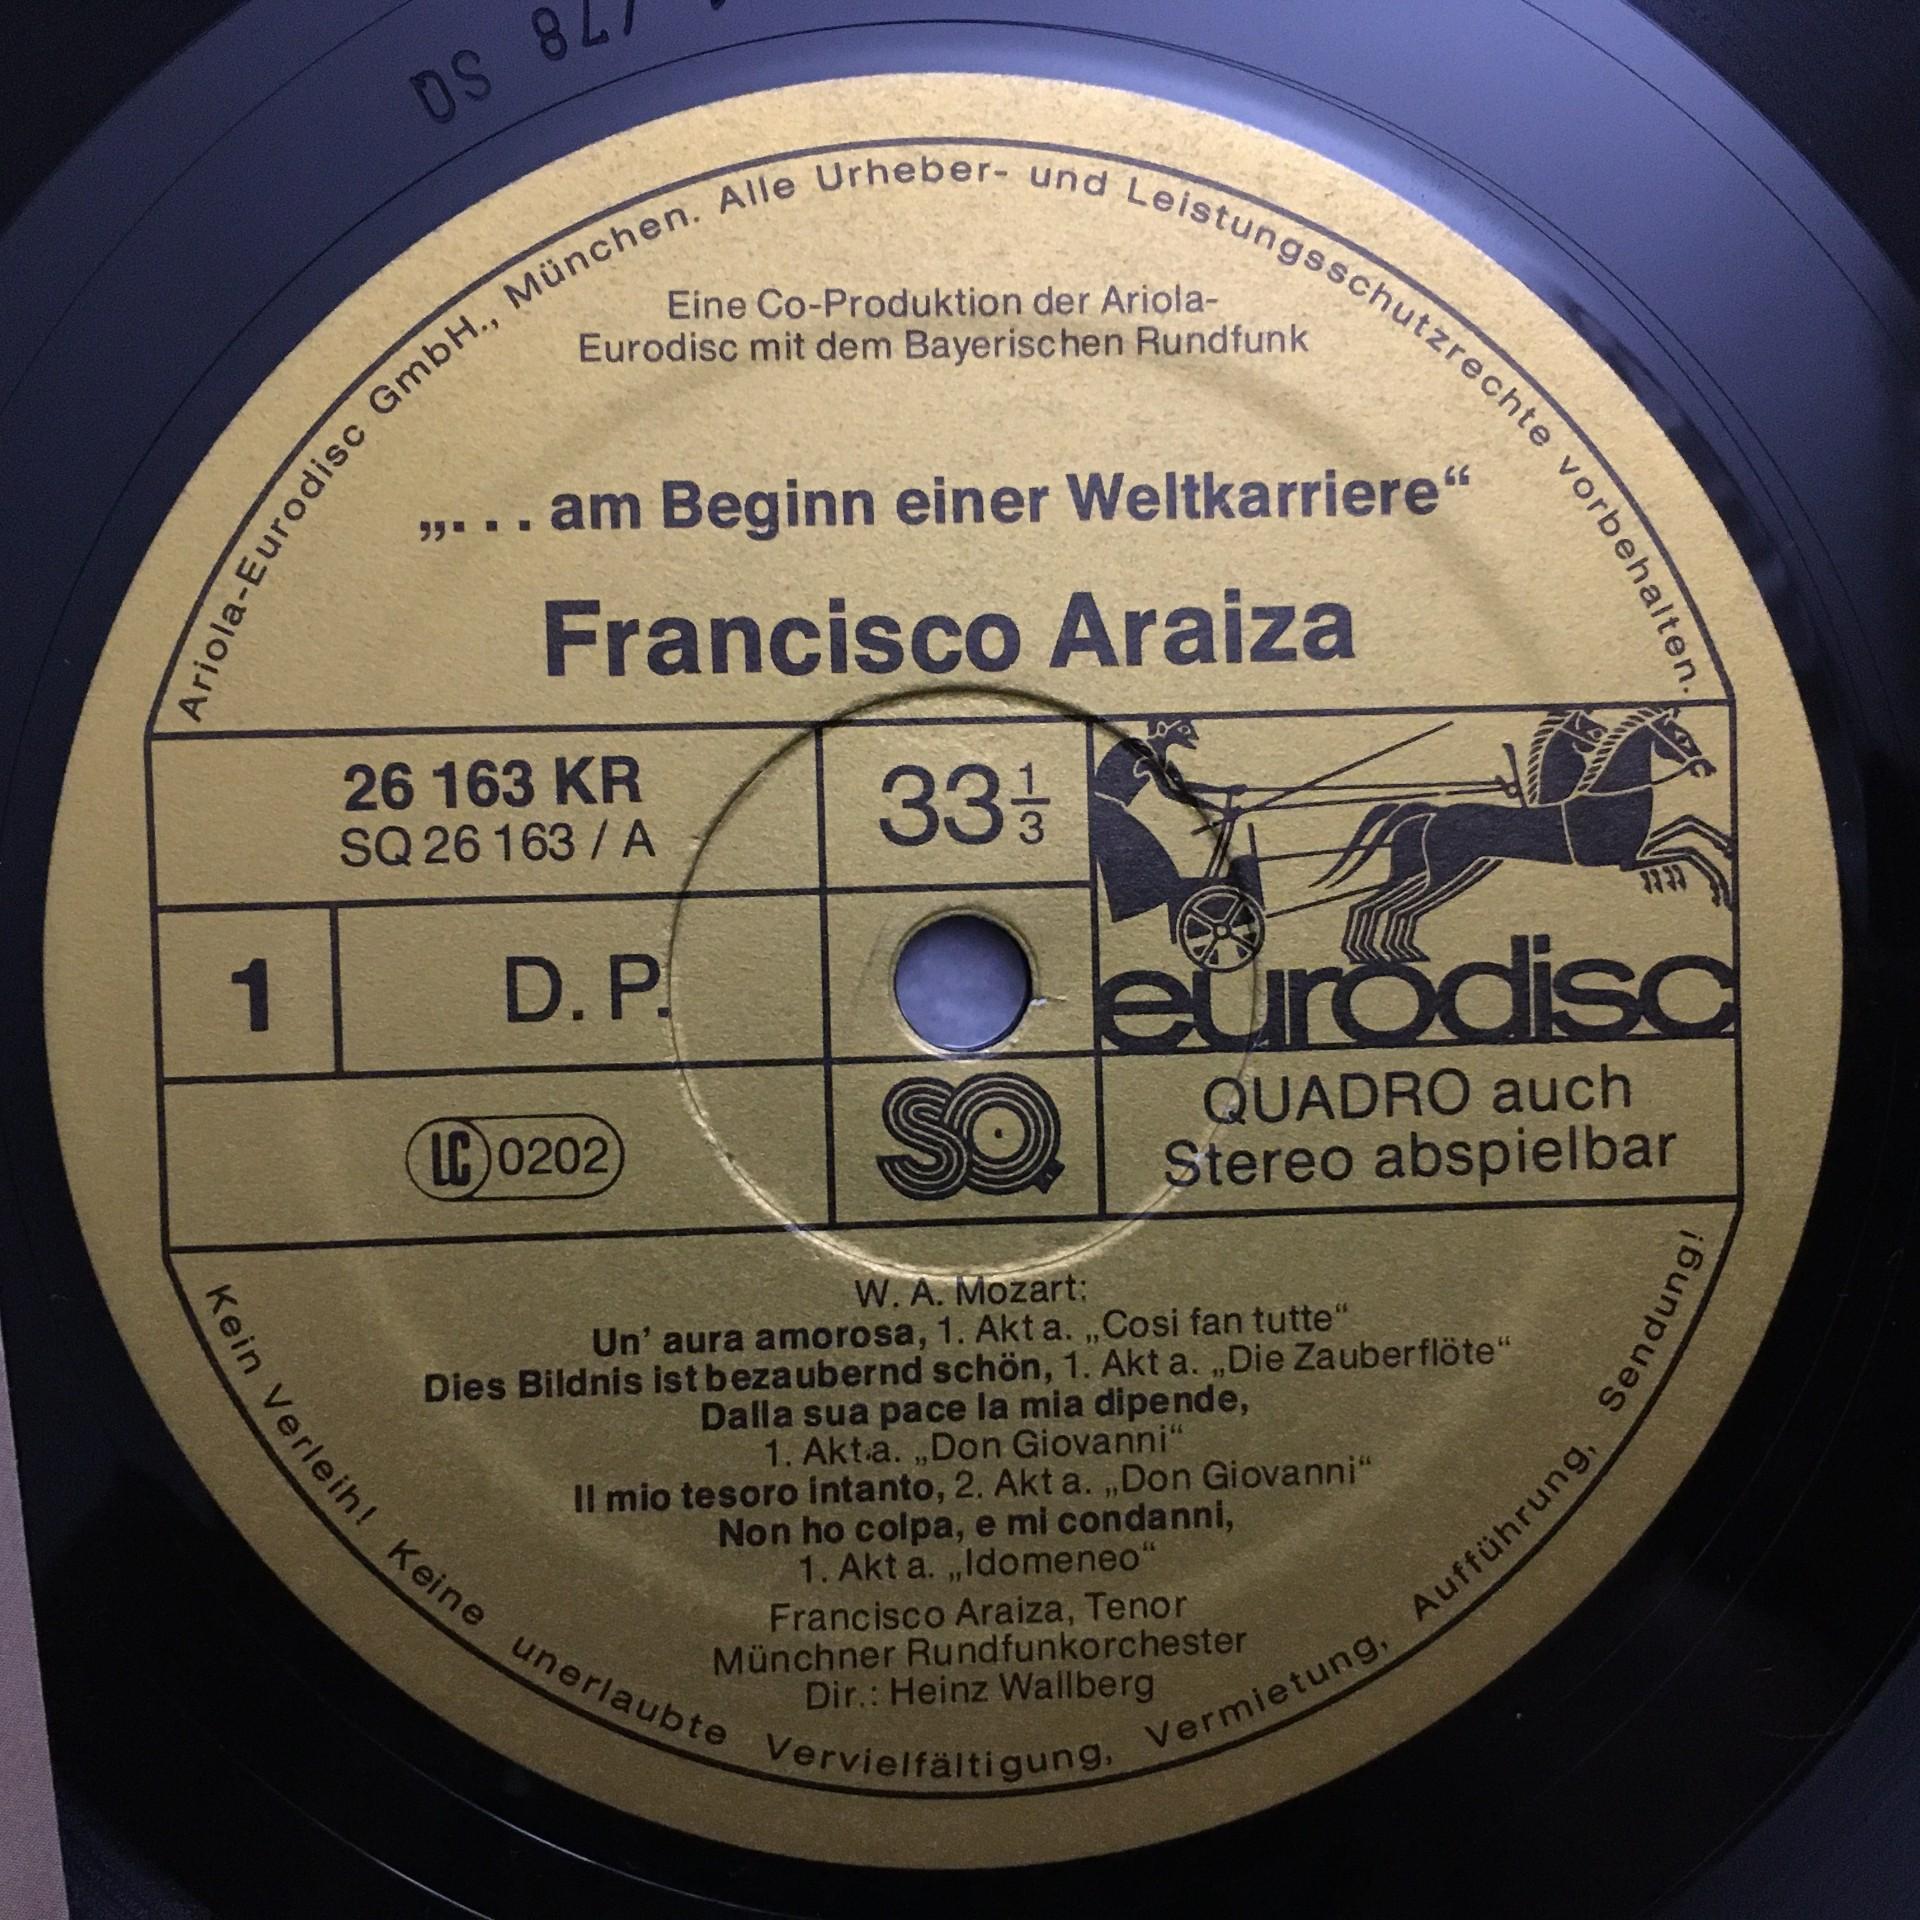 /78 SQ
Ariola-Eurodisc GmbH., München. Alle Urheber- und Leistungsschutzrechte vorbehalten.
Eine Co-Produktion der Ariola-
Eurodisc mit dem Bayerischen Rundfunk
„. . . am Beginn einer Weltkarriere“
Francisco Araiza
26 163 KR
SQ 26 163 / A
33 1/3
1
D. P.
eurodisc
LC 0202
SQ
QUADRO auch
Stereo abspielbar
W. A. Mozart:
Un' aura amorosa, 1. Akt a. „Cosi fan tutte“
Dies Bildnis ist bezaubernd schön, 1. Akt a. „Die Zauberflöte“
Dalla sua pace la mia dipende,
1. Akt a. „Don Giovanni“
Il mio tesoro intanto, 2. Akt a. „Don Giovanni“
Non ho colpa, e mi condanni,
1. Akt a. „Idomeneo“
Francisco Araiza, Tenor
Münchner Rundfunkorchester
Dir.: Heinz Wallberg
Kein Verleih! Keine unerlaubte Vervielfältigung, Vermietung, Aufführung, Sendung!